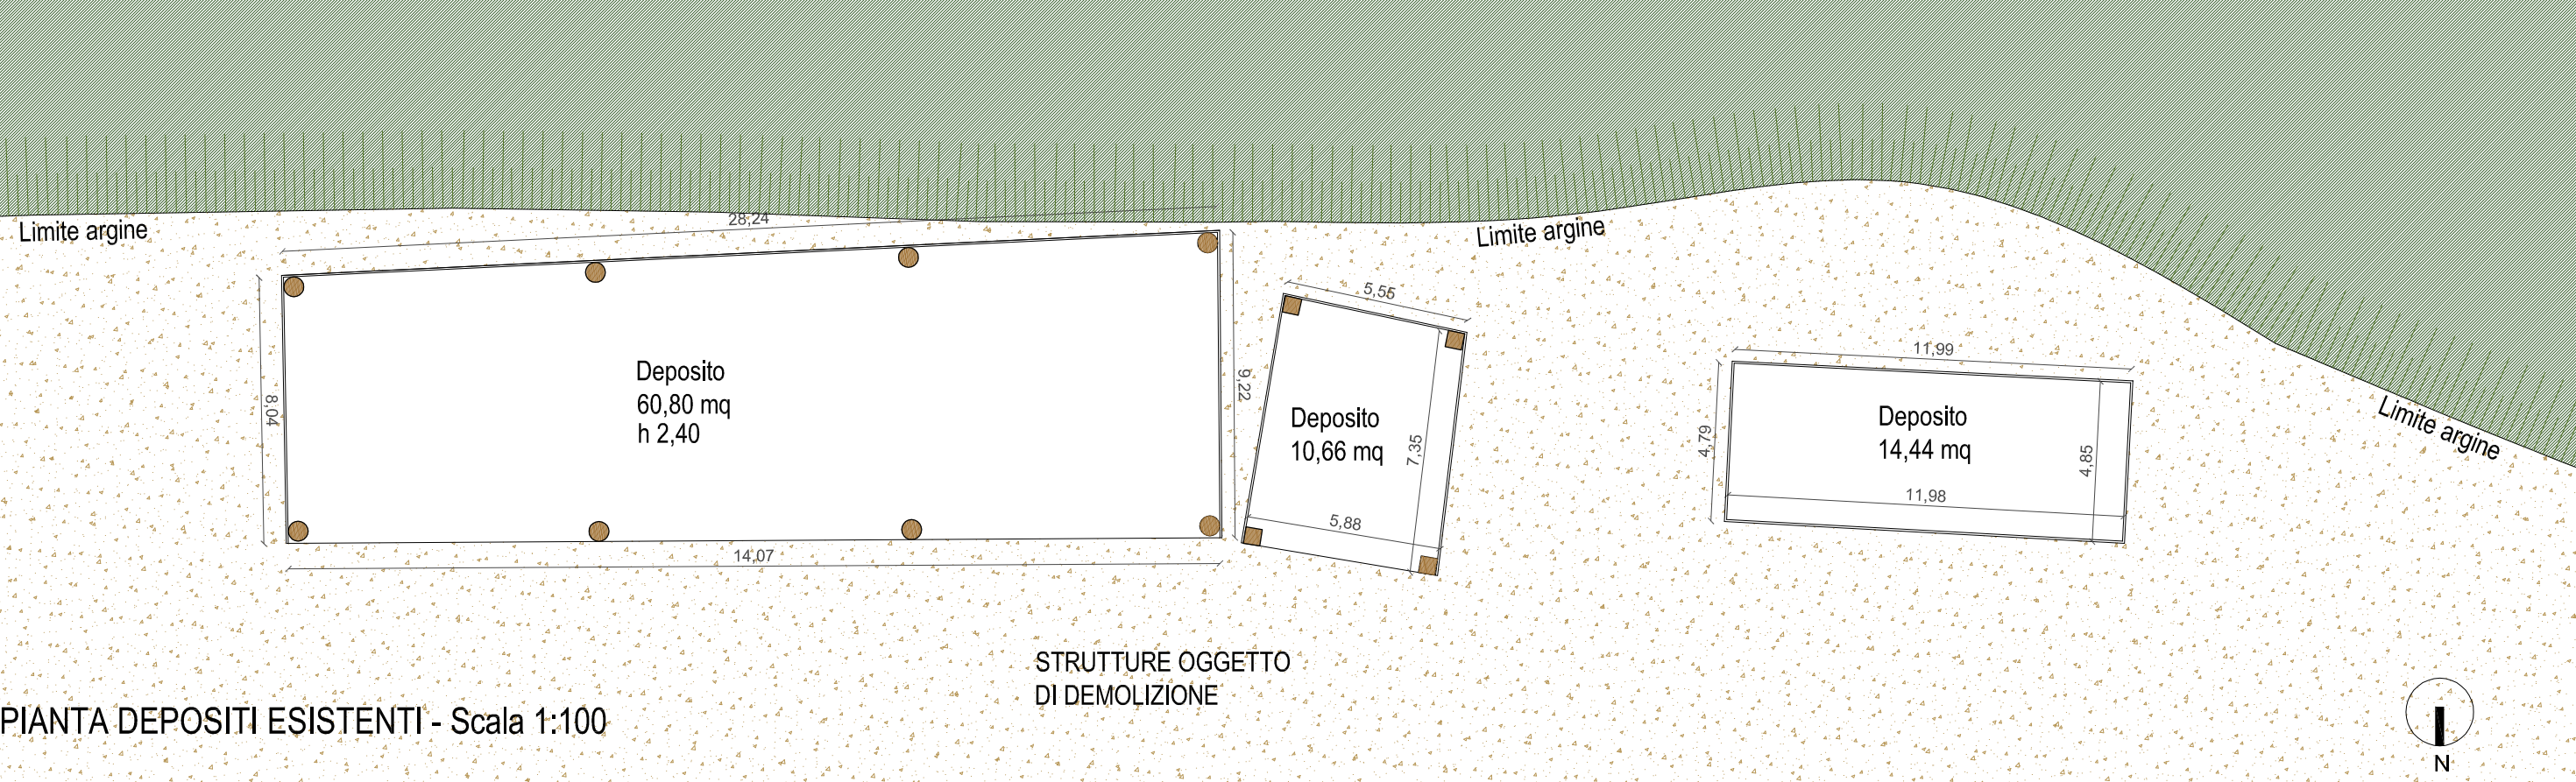 Limite argine
28,24
Limite argine
5,55
8,04
Deposito
60,80 mq
h 2,40
9,22
Deposito
10,66 mq
7,35
5,88
11,99
4,79
Deposito
14,44 mq
4,85
11,98
Limite argine
14,07
STRUTTURE OGGETTO
DI DEMOLIZIONE
PIANTA DEPOSITI ESISTENTI - Scala 1:100
N